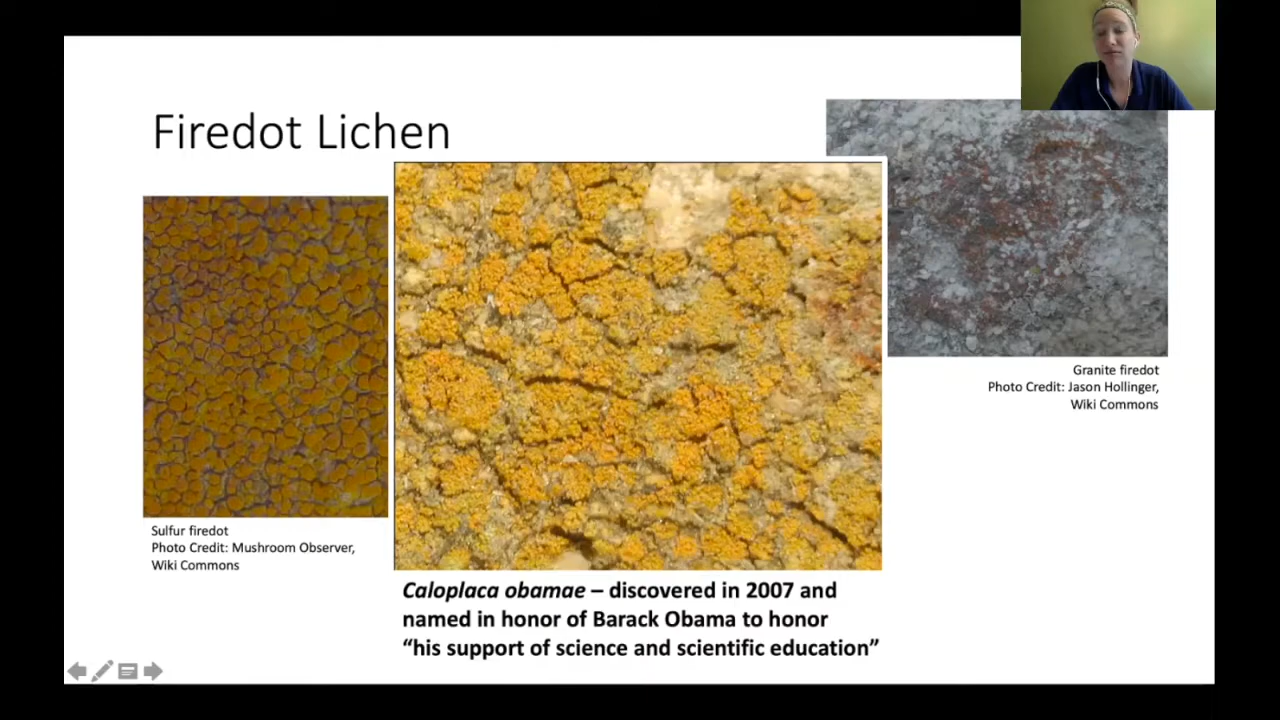 Firedot Lichen
Sulfur firedot
Photo Credit: Mushroom Observer,
Wiki Commons
Caloplaca obamae – discovered in 2007 and
named in honor of Barack Obama to honor
“his support of science and scientific education”
Granite firedot
Photo Credit: Jason Hollinger,
Wiki Commons